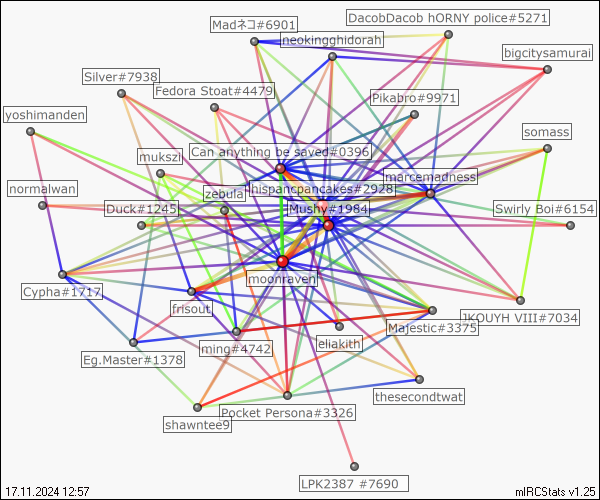 DacobDacob hORNY police#5271
Madネコ#6901
neokingghidorah
bigcitysamurai
Silver#7938
Fedora Stoat#4479
Pikabro#9971
yoshimanden
somass
Can anything be saved#0396
mukszi
marcemadness
normalwan
zebula
hispancpancakes#2928
Duck#1245
Mushy#1984
Swirly Boi#6154
moonraven
Cypha#1717
frisout
JKOUYH VIII#7034
Majestic#3375
Eg.Master#1378
ming#4742
eliakith
thesecondtwat
Pocket Persona#3326
shawntee9
LPK2387 #7690
17.11.2024 12:57
mIRCStats v1.25